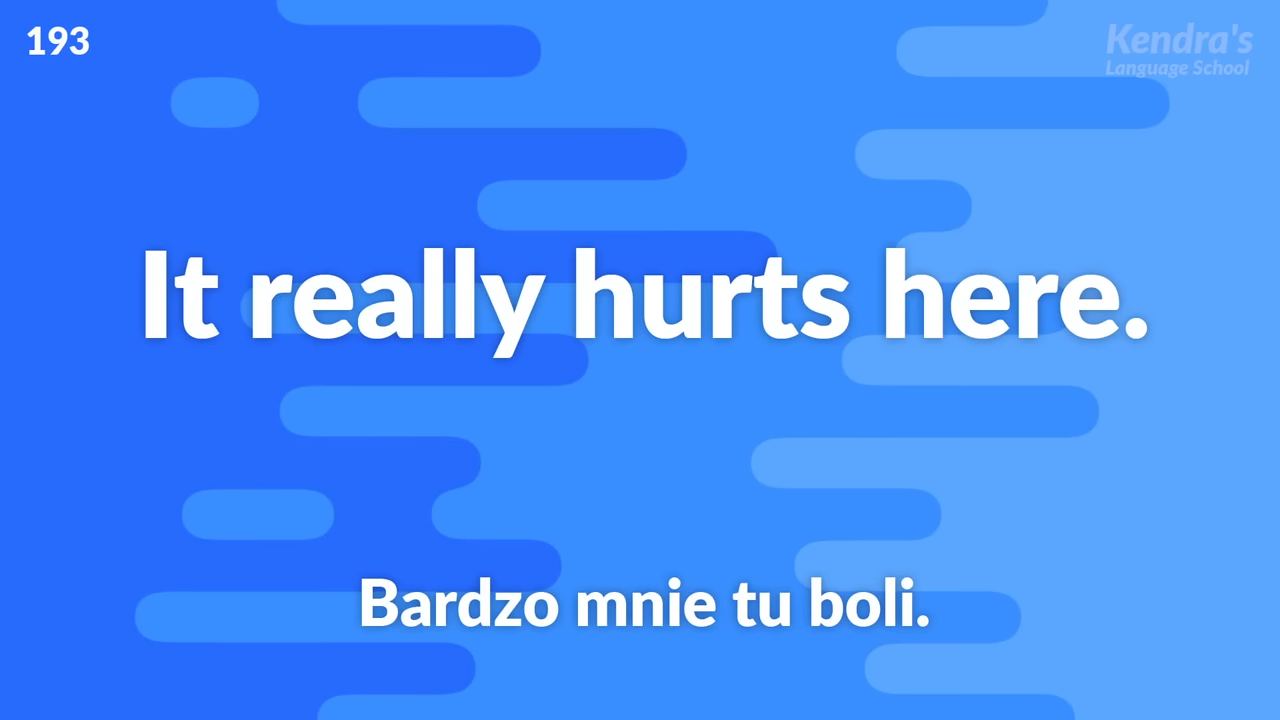 193
Kendra's
Language School
It really hurts here.
Bardzo mnie tu boli.